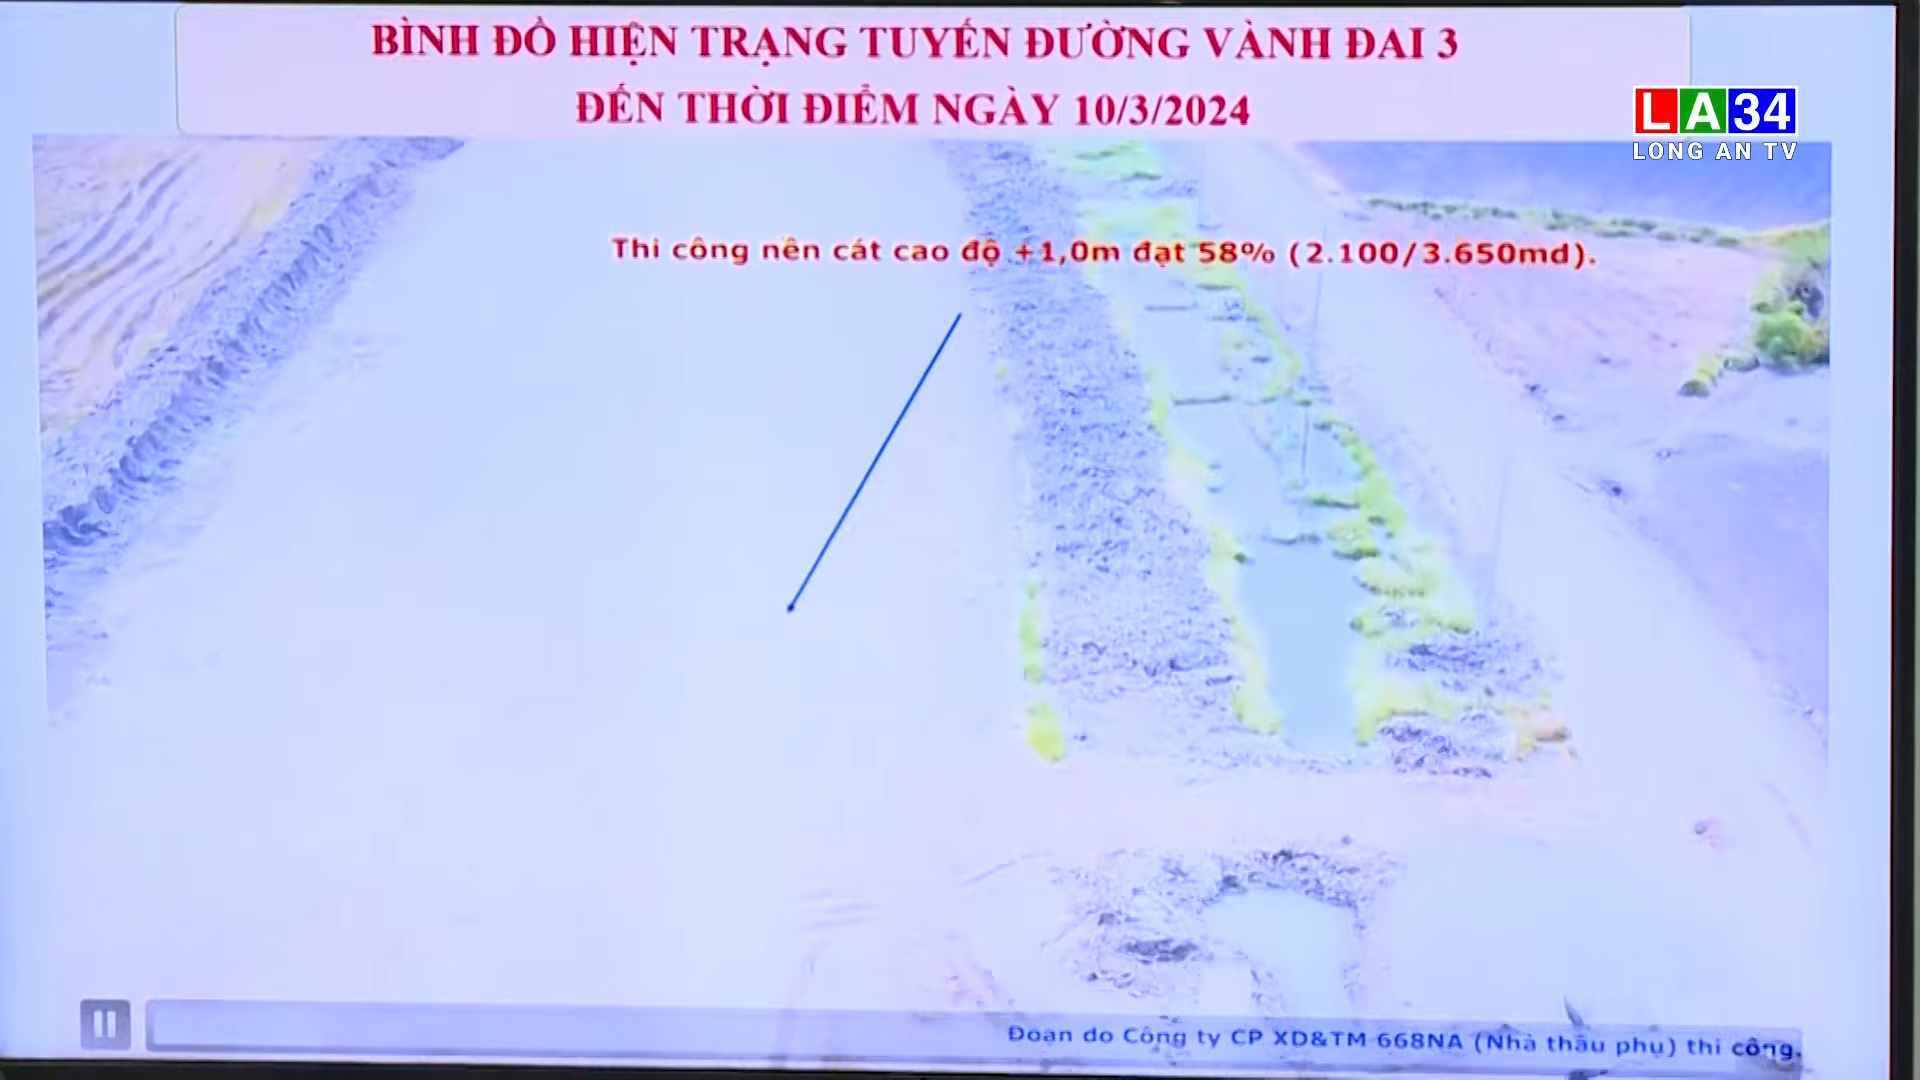 BÌNH ĐỒ HIỆN TRẠNG TUYẾN ĐƯỜNG VÀNH ĐAI 3
ĐẾN THỜI ĐIỂM NGÀY 10/3/2024
LA34
LONG AN TV
Thi công nền cát cao độ +1,0m đạt 58% (2.100/3.650md).
Đoạn do Công ty CP XD&TM 668NA (Nhà thầu phụ) thi công.